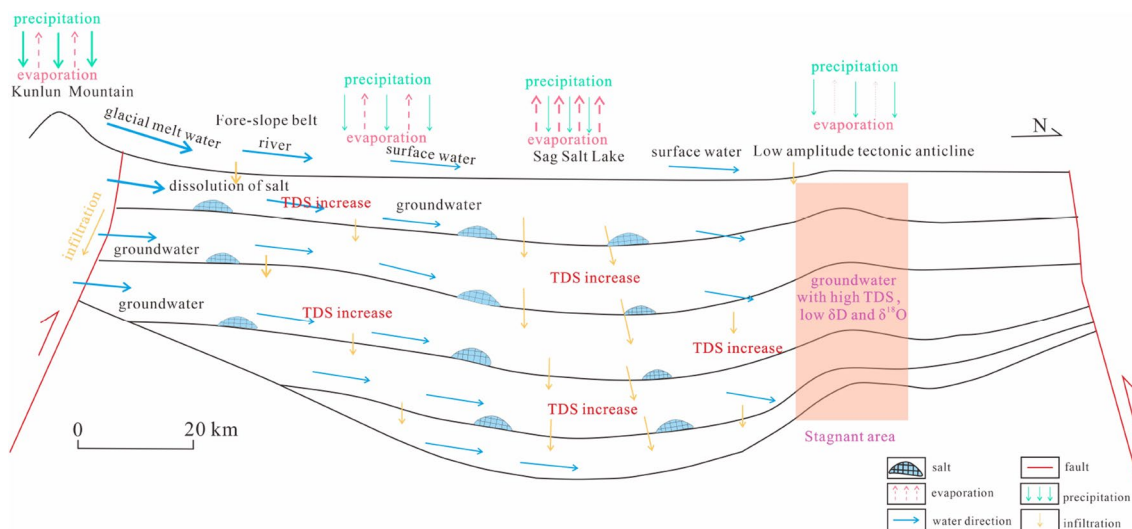 precipitation
evaporation
Kunlun Mountain
glacial melt water
Fore-slope belt
river
precipitation
evaporation
surface water
precipitation
evaporation
Sag Salt Lake
surface water
precipitation
evaporation
Low amplitude tectonic anticline
N
dissolution of salt
TDS increase
groundwater
infiltration
groundwater
TDS increase
groundwater
with high TDS ,
low δD and δ¹⁸O
groundwater
TDS increase
TDS increase
TDS increase
Stagnant area
0 20 km
salt
fault
evaporation
precipitation
water direction
infiltration